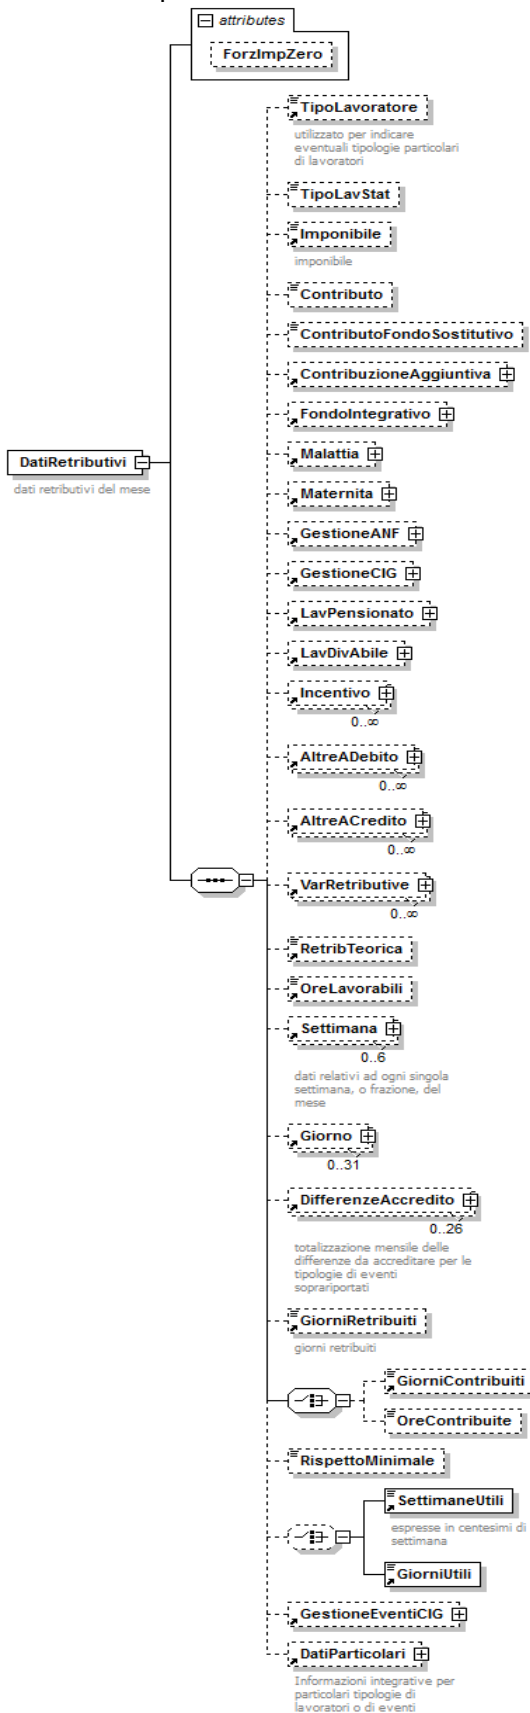 attributes
ForzImpZero
TipoLavoratore
utilizzato per indicare
eventuali tipologie particolari
di lavoratori
TipoLavStat
Imponibile
imponibile
Contributo
ContributoFondoSostitutivo
ContribuzioneAggiuntiva
FondoIntegrativo
DatiRetributivi
dati retributivi del mese
Malattia
Maternita
GestioneANF
GestioneCIG
LavPensionato
LavDivAbile
Incentivo
0..∞
AltreADebito
0..∞
AltreACredito
0..∞
VarRetributive
0..∞
RetribTeorica
OreLavorabili
Settimana
0..6
dati relativi ad ogni singola
settimana, o frazione, del
mese
Giorno
0..31
DifferenzeAccredito
0..26
totalizzazione mensile delle
differenze da accreditare per le
tipologie di eventi
soprariportati
GiorniRetribuiti
giorni retribuiti
GiorniContribuiti
OreContribuite
RispettoMinimale
SettimaneUtili
espresse in centesimi di
settimana
GiorniUtili
GestioneEventiCIG
DatiParticolari
Informazioni integrative per
particolari tipologie di
lavoratori o di eventi